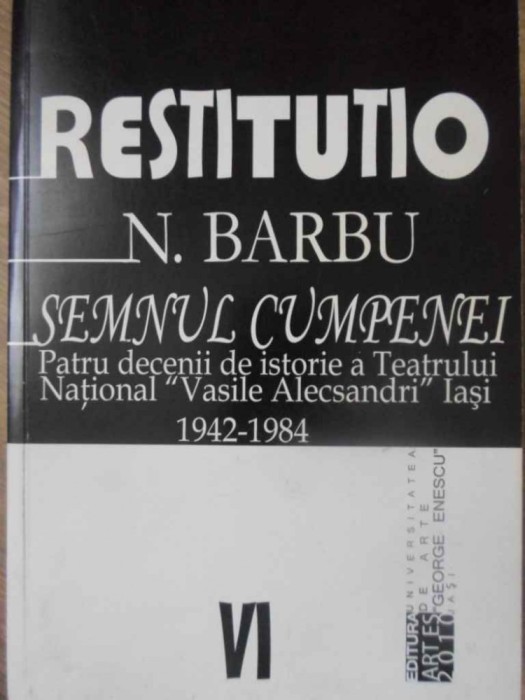 RESTITUTIO
N. BARBU
SEMNUL CUMPENEI
Patru decenii de istorie a Teatrului
Național "Vasile Alecsandri" Iași
1942-1984
VI
EDITURA
ARTES
2010
UNIVERSITATEA
DE ARTE
"GEORGE ENESCU"
IAȘI